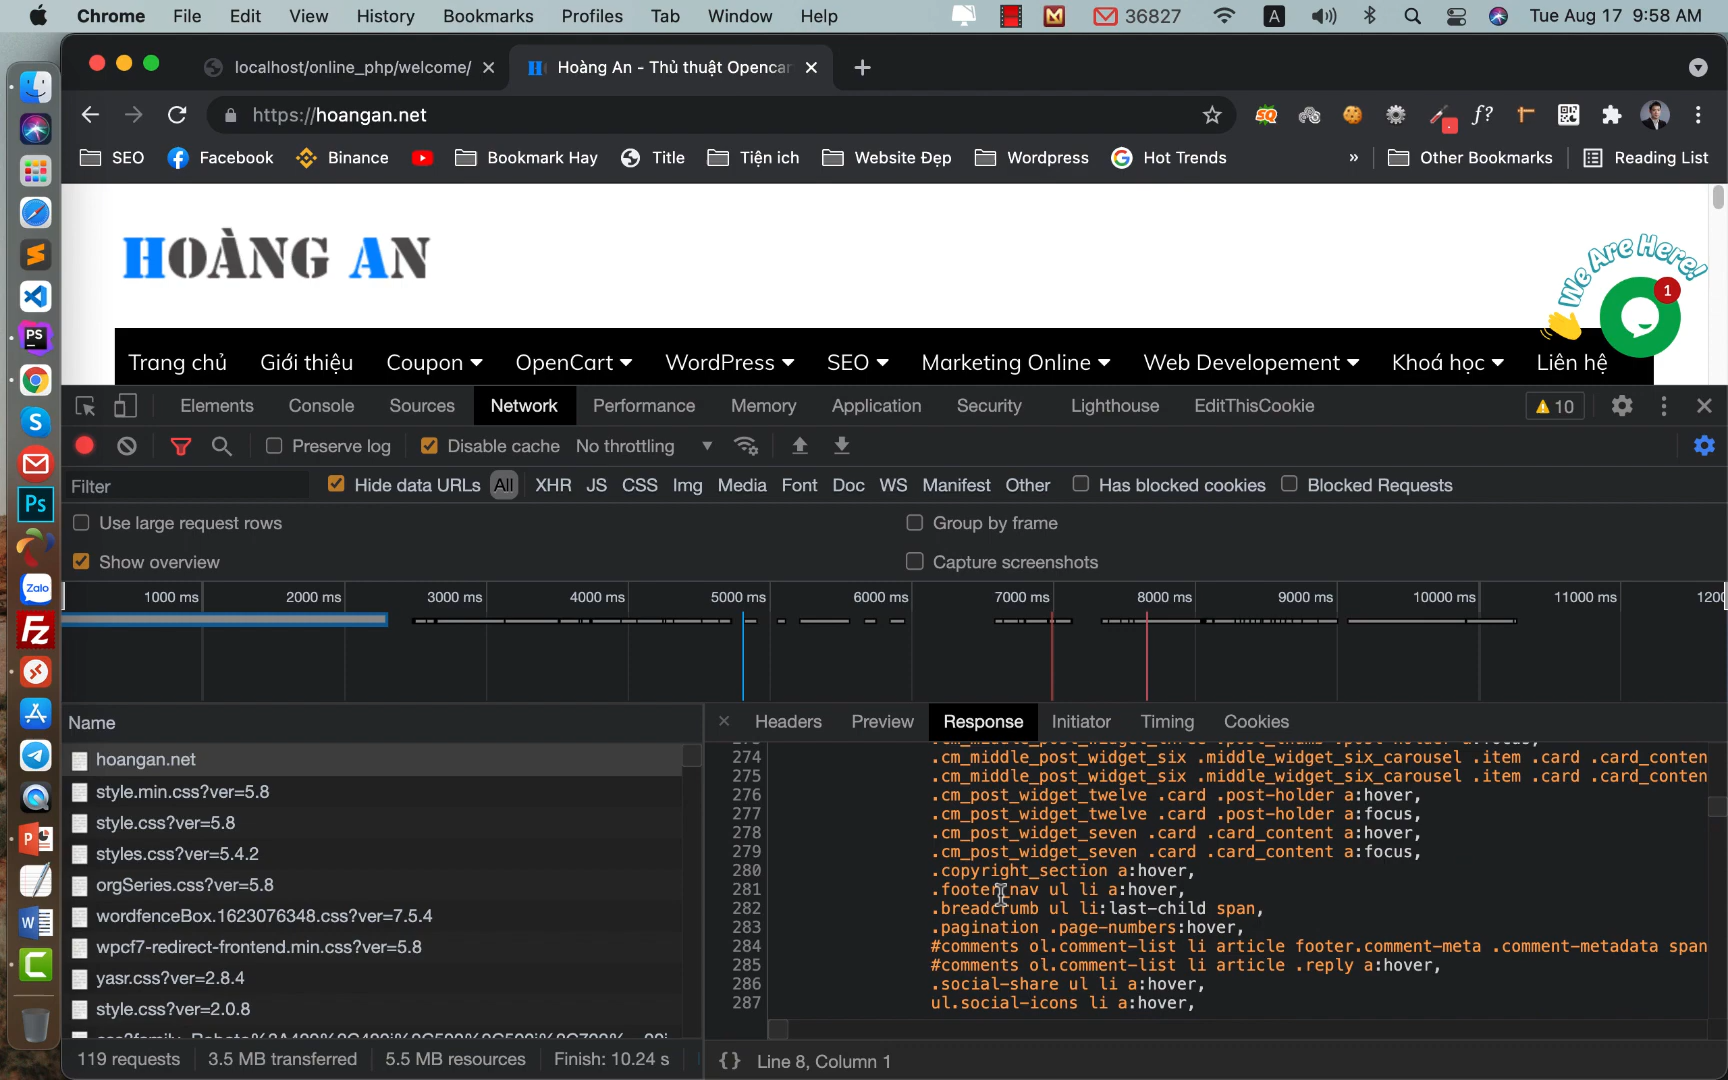 Chrome File Edit View History Bookmarks Profiles Tab Window Help 36827 A Tue Aug 17 9:58 AM
localhost/online_php/welcome/ Hoàng An - Thủ thuật Opencar
https://hoangan.net
SEO Facebook Binance Bookmark Hay Title Tiện ich Website Đẹp Wordpress Hot Trends » Other Bookmarks Reading List
HOÀNG AN
We Are Here!
1
Trang chủ Giới thiệu Coupon OpenCart WordPress SEO Marketing Online Web Developement Khoá học Liên hệ
Elements Console Sources Network Performance Memory Application Security Lighthouse EditThisCookie 10
Preserve log Disable cache No throttling
Filter Hide data URLs All XHR JS CSS Img Media Font Doc WS Manifest Other Has blocked cookies Blocked Requests
Use large request rows Group by frame
Show overview Capture screenshots
1000 ms 2000 ms 3000 ms 4000 ms 5000 ms 6000 ms 7000 ms 8000 ms 9000 ms 10000 ms 11000 ms
Name
hoangan.net
style.min.css?ver=5.8
style.css?ver=5.8
styles.css?ver=5.4.2
orgSeries.css?ver=5.8
wordfenceBox.1623076348.css?ver=7.5.4
wpcf7-redirect-frontend.min.css?ver=5.8
yasr.css?ver=2.8.4
style.css?ver=2.0.8
119 requests 3.5 MB transferred 5.5 MB resources Finish: 10.24 s
Headers Preview Response Initiator Timing Cookies
274 .cm_middle_post_widget_six .middle_widget_six_carousel .item .card .card_conten
275 .cm_middle_post_widget_six .middle_widget_six_carousel .item .card .card_conten
276 .cm_post_widget_twelve .card .post-holder a:hover,
277 .cm_post_widget_twelve .card .post-holder a:focus,
278 .cm_post_widget_seven .card .card_content a:hover,
279 .cm_post_widget_seven .card .card_content a:focus,
280 .copyright_section a:hover,
281 .footer_nav ul li a:hover,
282 .breadcrumb ul li:last-child span,
283 .pagination .page-numbers:hover,
284 #comments ol.comment-list li article footer.comment-meta .comment-metadata span
285 #comments ol.comment-list li article .reply a:hover,
286 .social-share ul li a:hover,
287 ul.social-icons li a:hover,
{} Line 8, Column 1
PS
S
Ps
Zalo
Fz
P
W
C